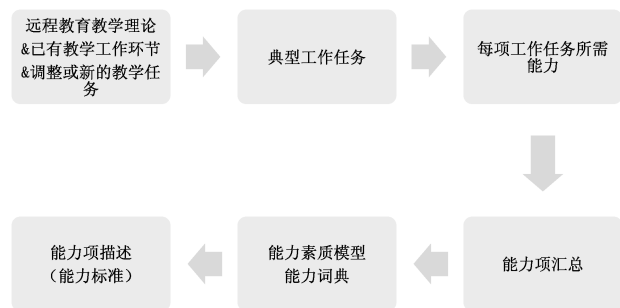 远程教育教学理论
&已有教学工作环节
&调整或新的教学任
务
典型工作任务
每项工作任务所需
能力
能力项汇总
能力素质模型
能力词典
能力项描述
（能力标准）